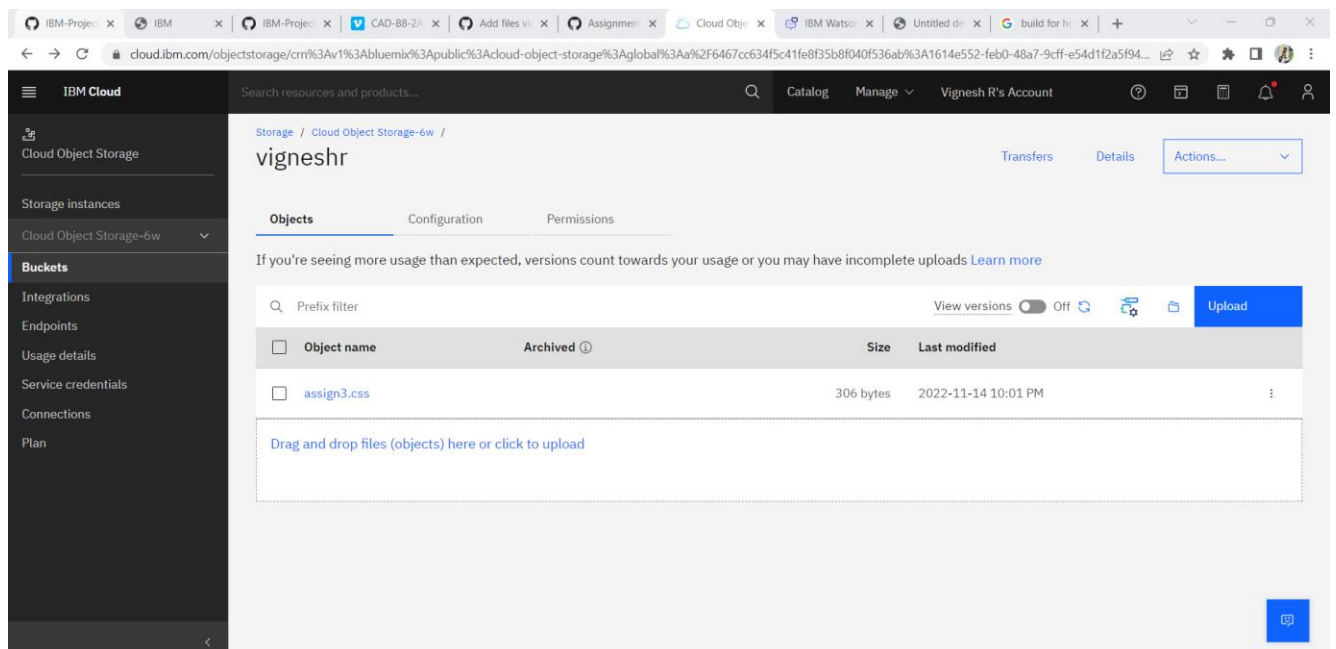 IBM-Projec IBM IBM-Project CAD-B8-2A Add files vi Assignmen Cloud Obje IBM Watso Untitled de build for ho
cloud.ibm.com/objectstorage/crn%3Av1%3Abluemix%3Apublic%3Acloud-object-storage%3Aglobal%3Aa%2F6467cc634f5c41fe8f35b8f040f536ab%3A1614e552-feb0-48a7-9cff-e54d1f2a5f94...
IBM Cloud Search resources and products... Catalog Manage Vignesh R's Account
Cloud Object Storage
Storage instances
Cloud Object Storage-6w
Buckets
Integrations
Endpoints
Usage details
Service credentials
Connections
Plan
Storage / Cloud Object Storage-6w /
vigneshr Transfers Details Actions...
Objects Configuration Permissions
If you're seeing more usage than expected, versions count towards your usage or you may have incomplete uploads Learn more
Prefix filter View versions Off Upload
Object name Archived Size Last modified
assign3.css 306 bytes 2022-11-14 10:01 PM
Drag and drop files (objects) here or click to upload